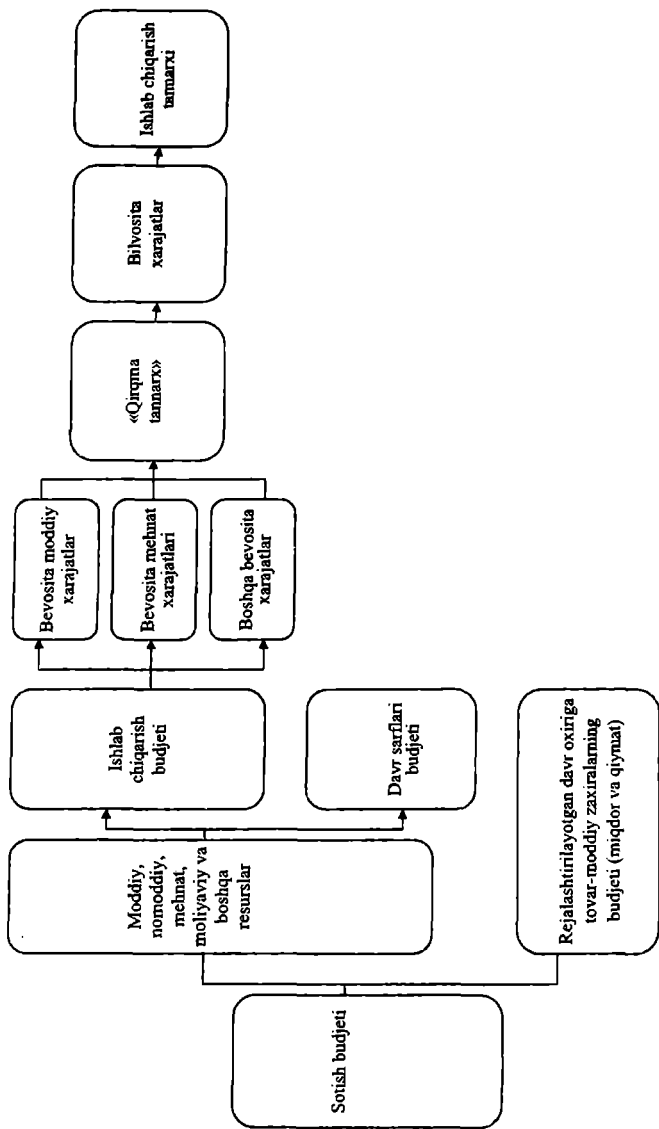 Sotish budjeti
Moddiy,
nomoddiy,
mehnat,
moliyaviy va
boshqa
resurslar
Rejalashtirilayotgan davr oxiriga
tovar-moddiy zaxiralarning
budjeti (miqdor va qiymat)
Ishlab
chiqarish
budjeti
Davr sarflari
budjeti
Bevosita moddiy
xarajatlar
Bevosita mehnat
xarajatlari
Boshqa bevosita
xarajatlar
«Qirqma
tannarx»
Bilvosita
xarajatlar
Ishlab chiqarish
tannarxi